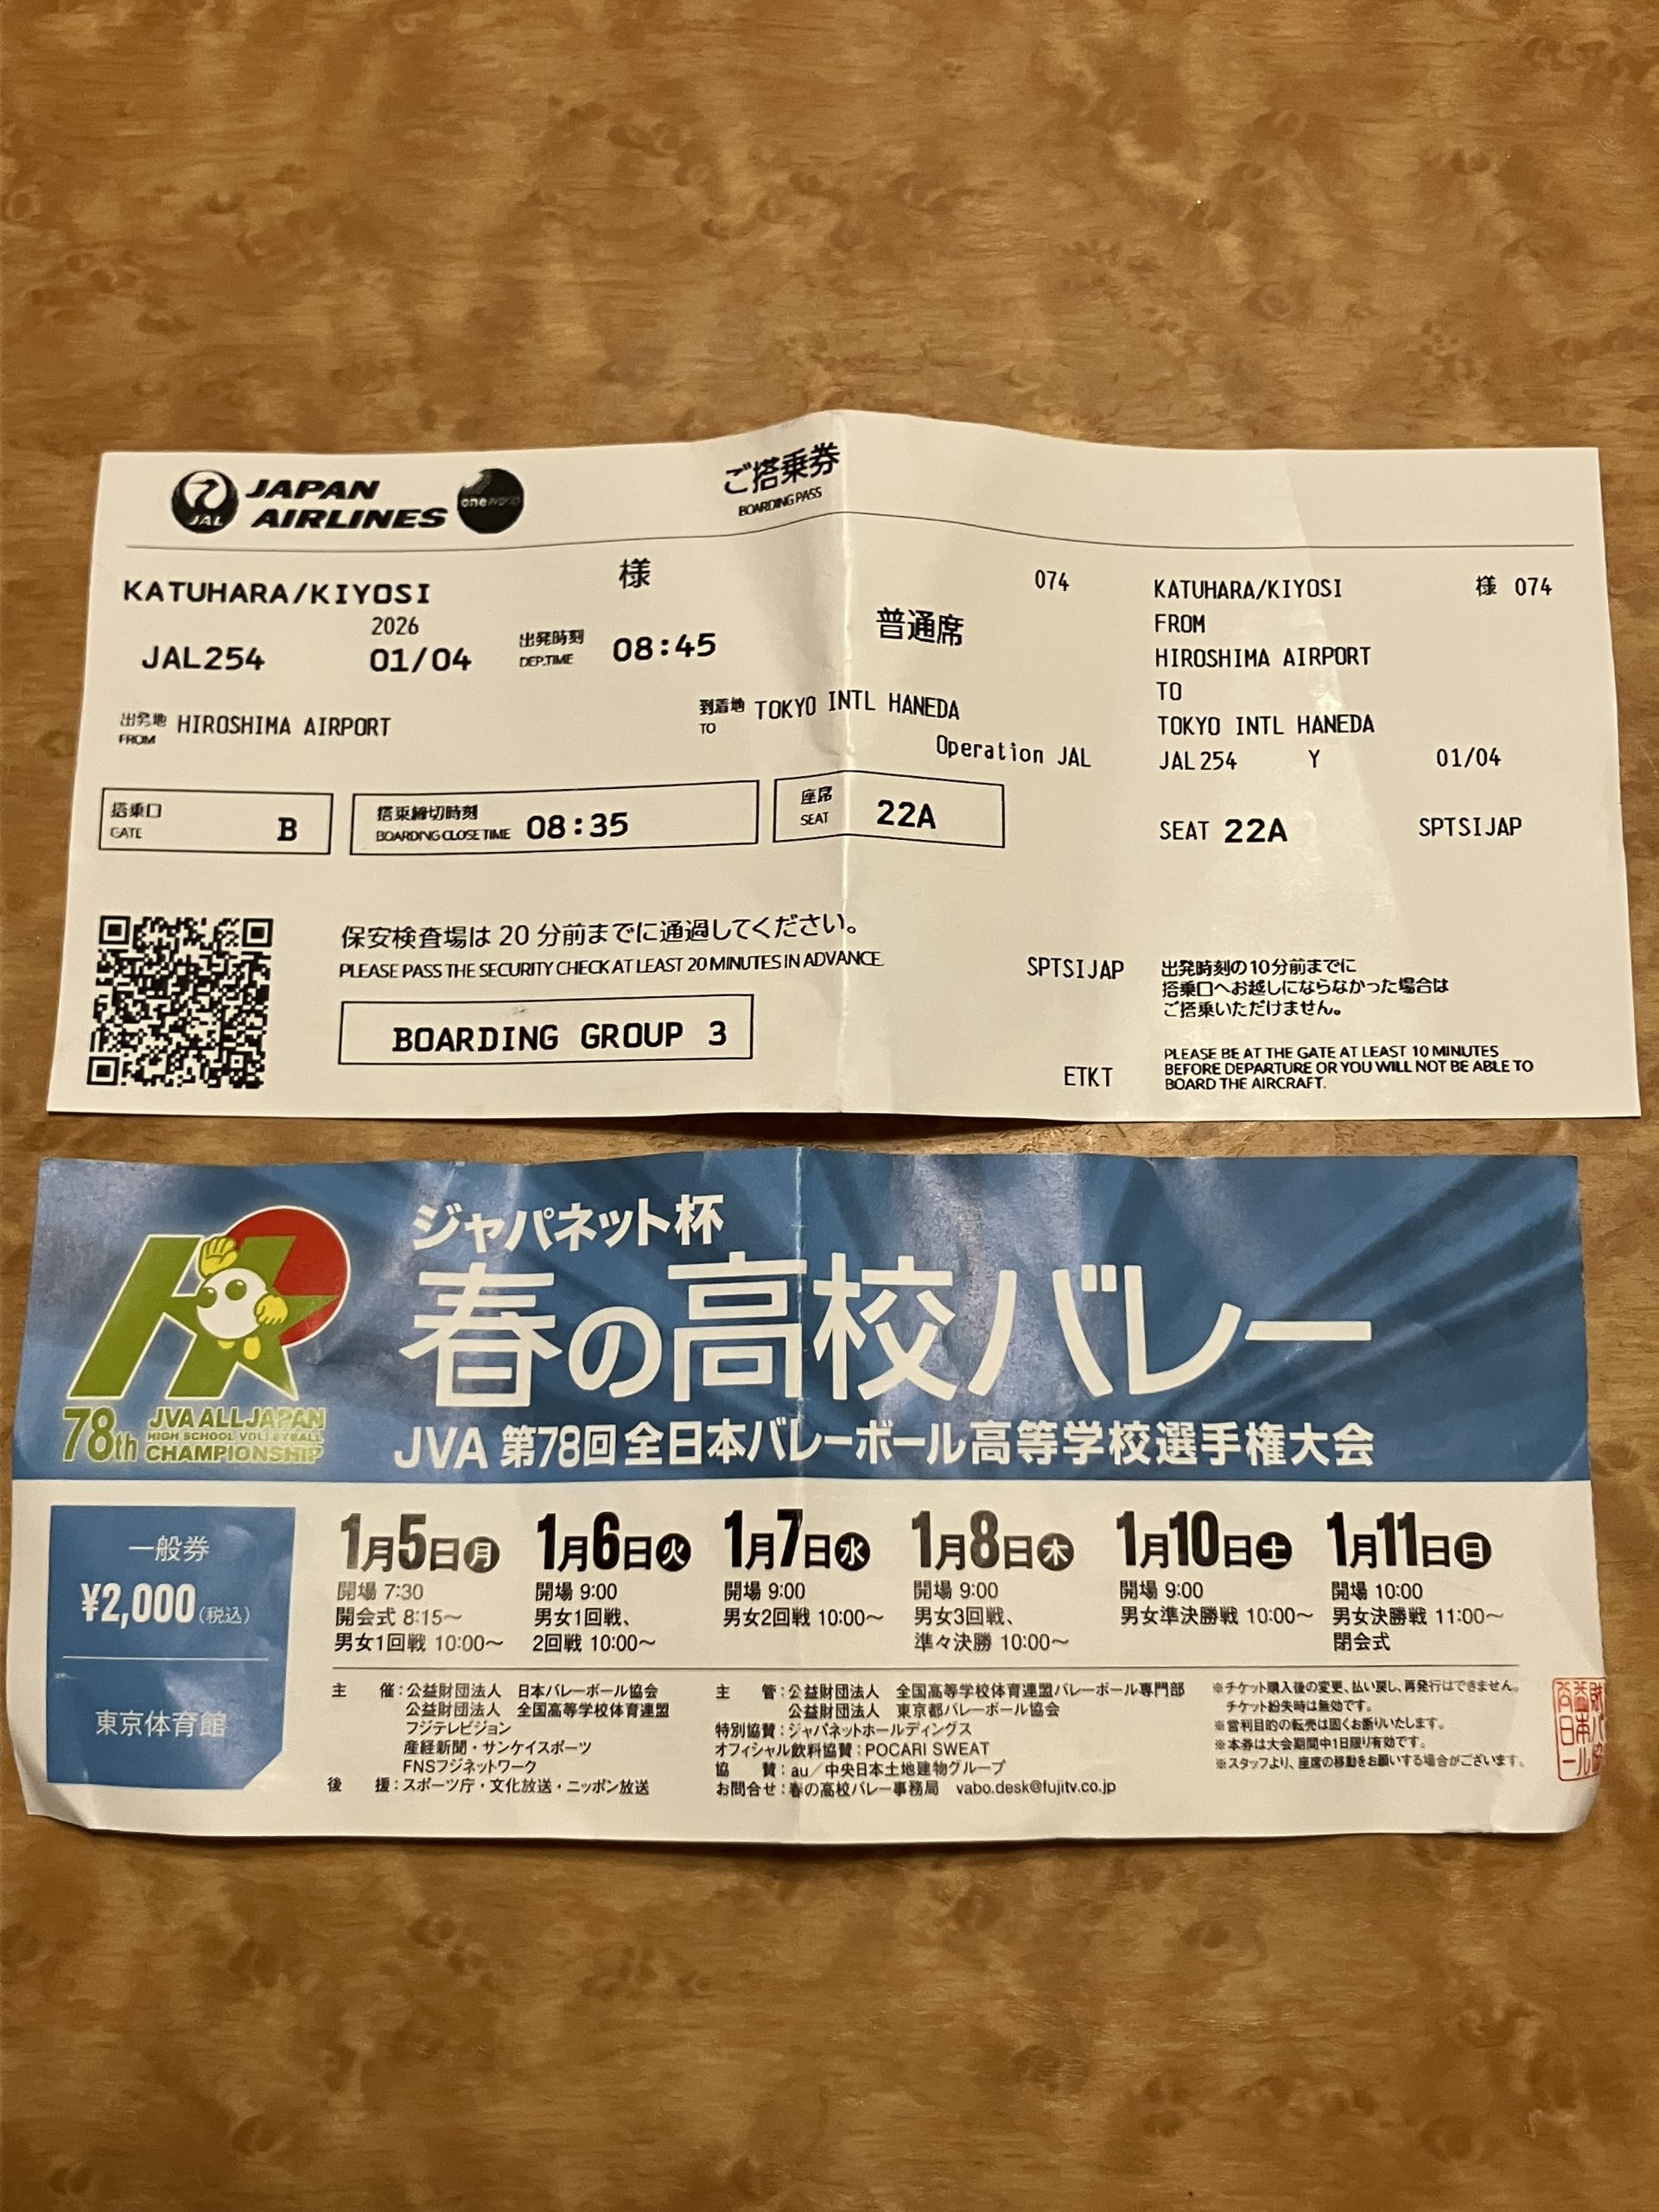 JAL JAPAN AIRLINES oneworld
ご搭乗券
BOARDING PASS
KATUHARA/KIYOSI 様 074
2026
JAL254 01/04 出発時刻 DEP.TIME 08:45 普通席
出発地 FROM HIROSHIMA AIRPORT 到着地 TO TOKYO INTL HANEDA
Operation JAL
搭乗口 GATE B
搭乗締切時刻 BOARDING CLOSE TIME 08:35
座席 SEAT 22A
保安検査場は 20 分前までに通過してください。
PLEASE PASS THE SECURITY CHECK AT LEAST 20 MINUTES IN ADVANCE.
SPTSIJAP
BOARDING GROUP 3
ETKT
KATUHARA/KIYOSI 様 074
FROM
HIROSHIMA AIRPORT
TO
TOKYO INTL HANEDA
JAL254 Y 01/04
SEAT 22A SPTSIJAP
出発時刻の10分前までに
搭乗口へお越しにならなかった場合は
ご搭乗いただけません。
PLEASE BE AT THE GATE AT LEAST 10 MINUTES
BEFORE DEPARTURE OR YOU WILL NOT BE ABLE TO
BOARD THE AIRCRAFT.
78th JVA ALL JAPAN
HIGH SCHOOL VOLLEYBALL
CHAMPIONSHIP
ジャパネット杯
春の高校バレー
JVA 第78回 全日本バレーボール高等学校選手権大会
一般券
¥2,000(税込)
東京体育館
1月5日月
開場 7:30
開会式 8:15〜
男女1回戦 10:00〜
1月6日火
開場 9:00
男女1回戦、
2回戦 10:00〜
1月7日水
開場 9:00
男女2回戦 10:00〜
1月8日木
開場 9:00
男女3回戦、
準々決勝 10:00〜
1月10日土
開場 9:00
男女準決勝戦 10:00〜
1月11日日
開場 10:00
男女決勝戦 11:00〜
閉会式
主 催：公益財団法人 日本バレーボール協会
公益財団法人 全国高等学校体育連盟
フジテレビジョン
産経新聞・サンケイスポーツ
FNSフジネットワーク
後 援：スポーツ庁・文化放送・ニッポン放送
主 管：公益財団法人 全国高等学校体育連盟バレーボール専門部
公益財団法人 東京都バレーボール協会
特別協賛：ジャパネットホールディングス
オフィシャル飲料協賛：POCARI SWEAT
協 賛：au／中央日本土地建物グループ
お問合せ：春の高校バレー事務局 vabo.desk@fujitv.co.jp
※チケット購入後の変更、払い戻し、再発行はできません。
チケット紛失時は無効です。
※営利目的の転売は固くお断りいたします。
※本券は大会期間中1日限り有効です。
※スタッフより、座席の移動をお願いする場合がございます。